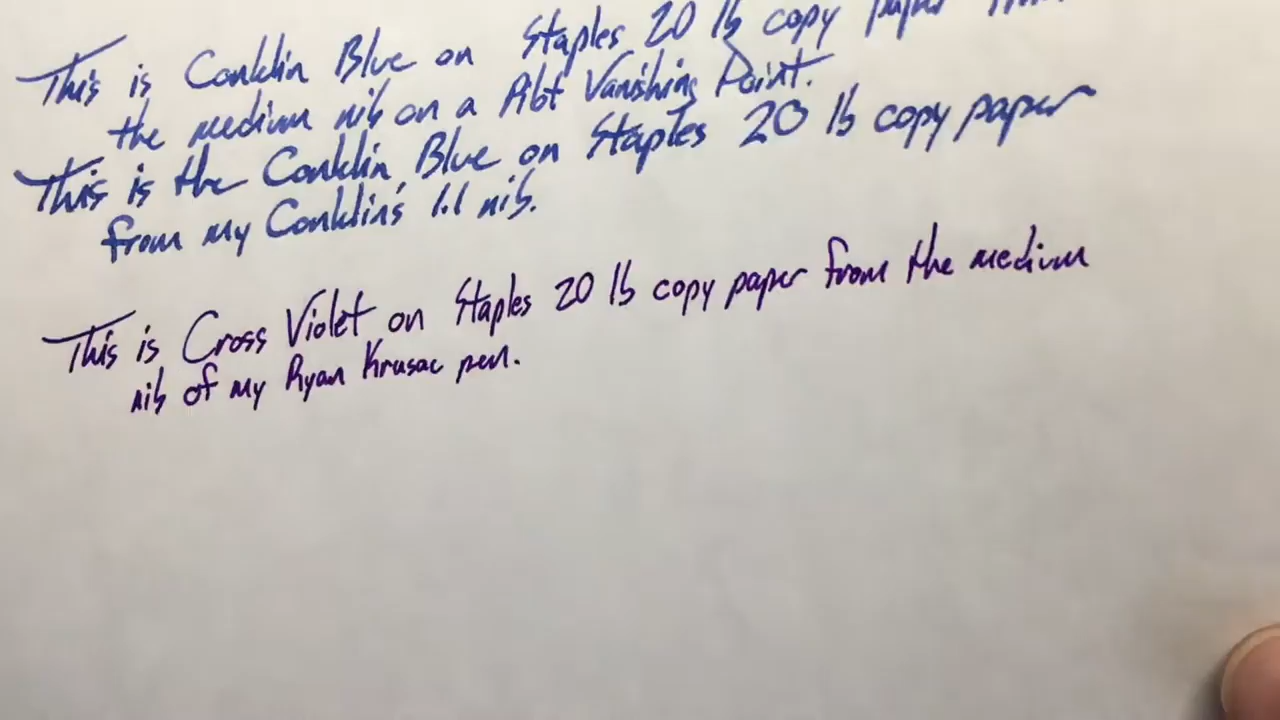 This is Conklin Blue on Staples 20 lb copy paper from
the medium nib on a Pilot Vanishing Point.
This is the Conklin Blue on Staples 20 lb copy paper
from my Conklin's 1.1 nib.
This is Cross Violet on Staples 20 lb copy paper from the medium
nib of my Ryan Krusac pen.